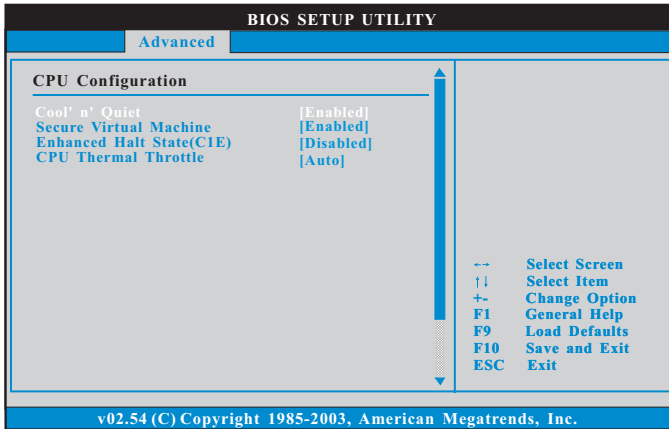 BIOS SETUP UTILITY
Advanced
CPU Configuration
Cool' n' Quiet [Enabled]
Secure Virtual Machine [Enabled]
Enhanced Halt State(C1E) [Disabled]
CPU Thermal Throttle [Auto]
←→ Select Screen
↑↓ Select Item
+- Change Option
F1 General Help
F9 Load Defaults
F10 Save and Exit
ESC Exit
v02.54 (C) Copyright 1985-2003, American Megatrends, Inc.